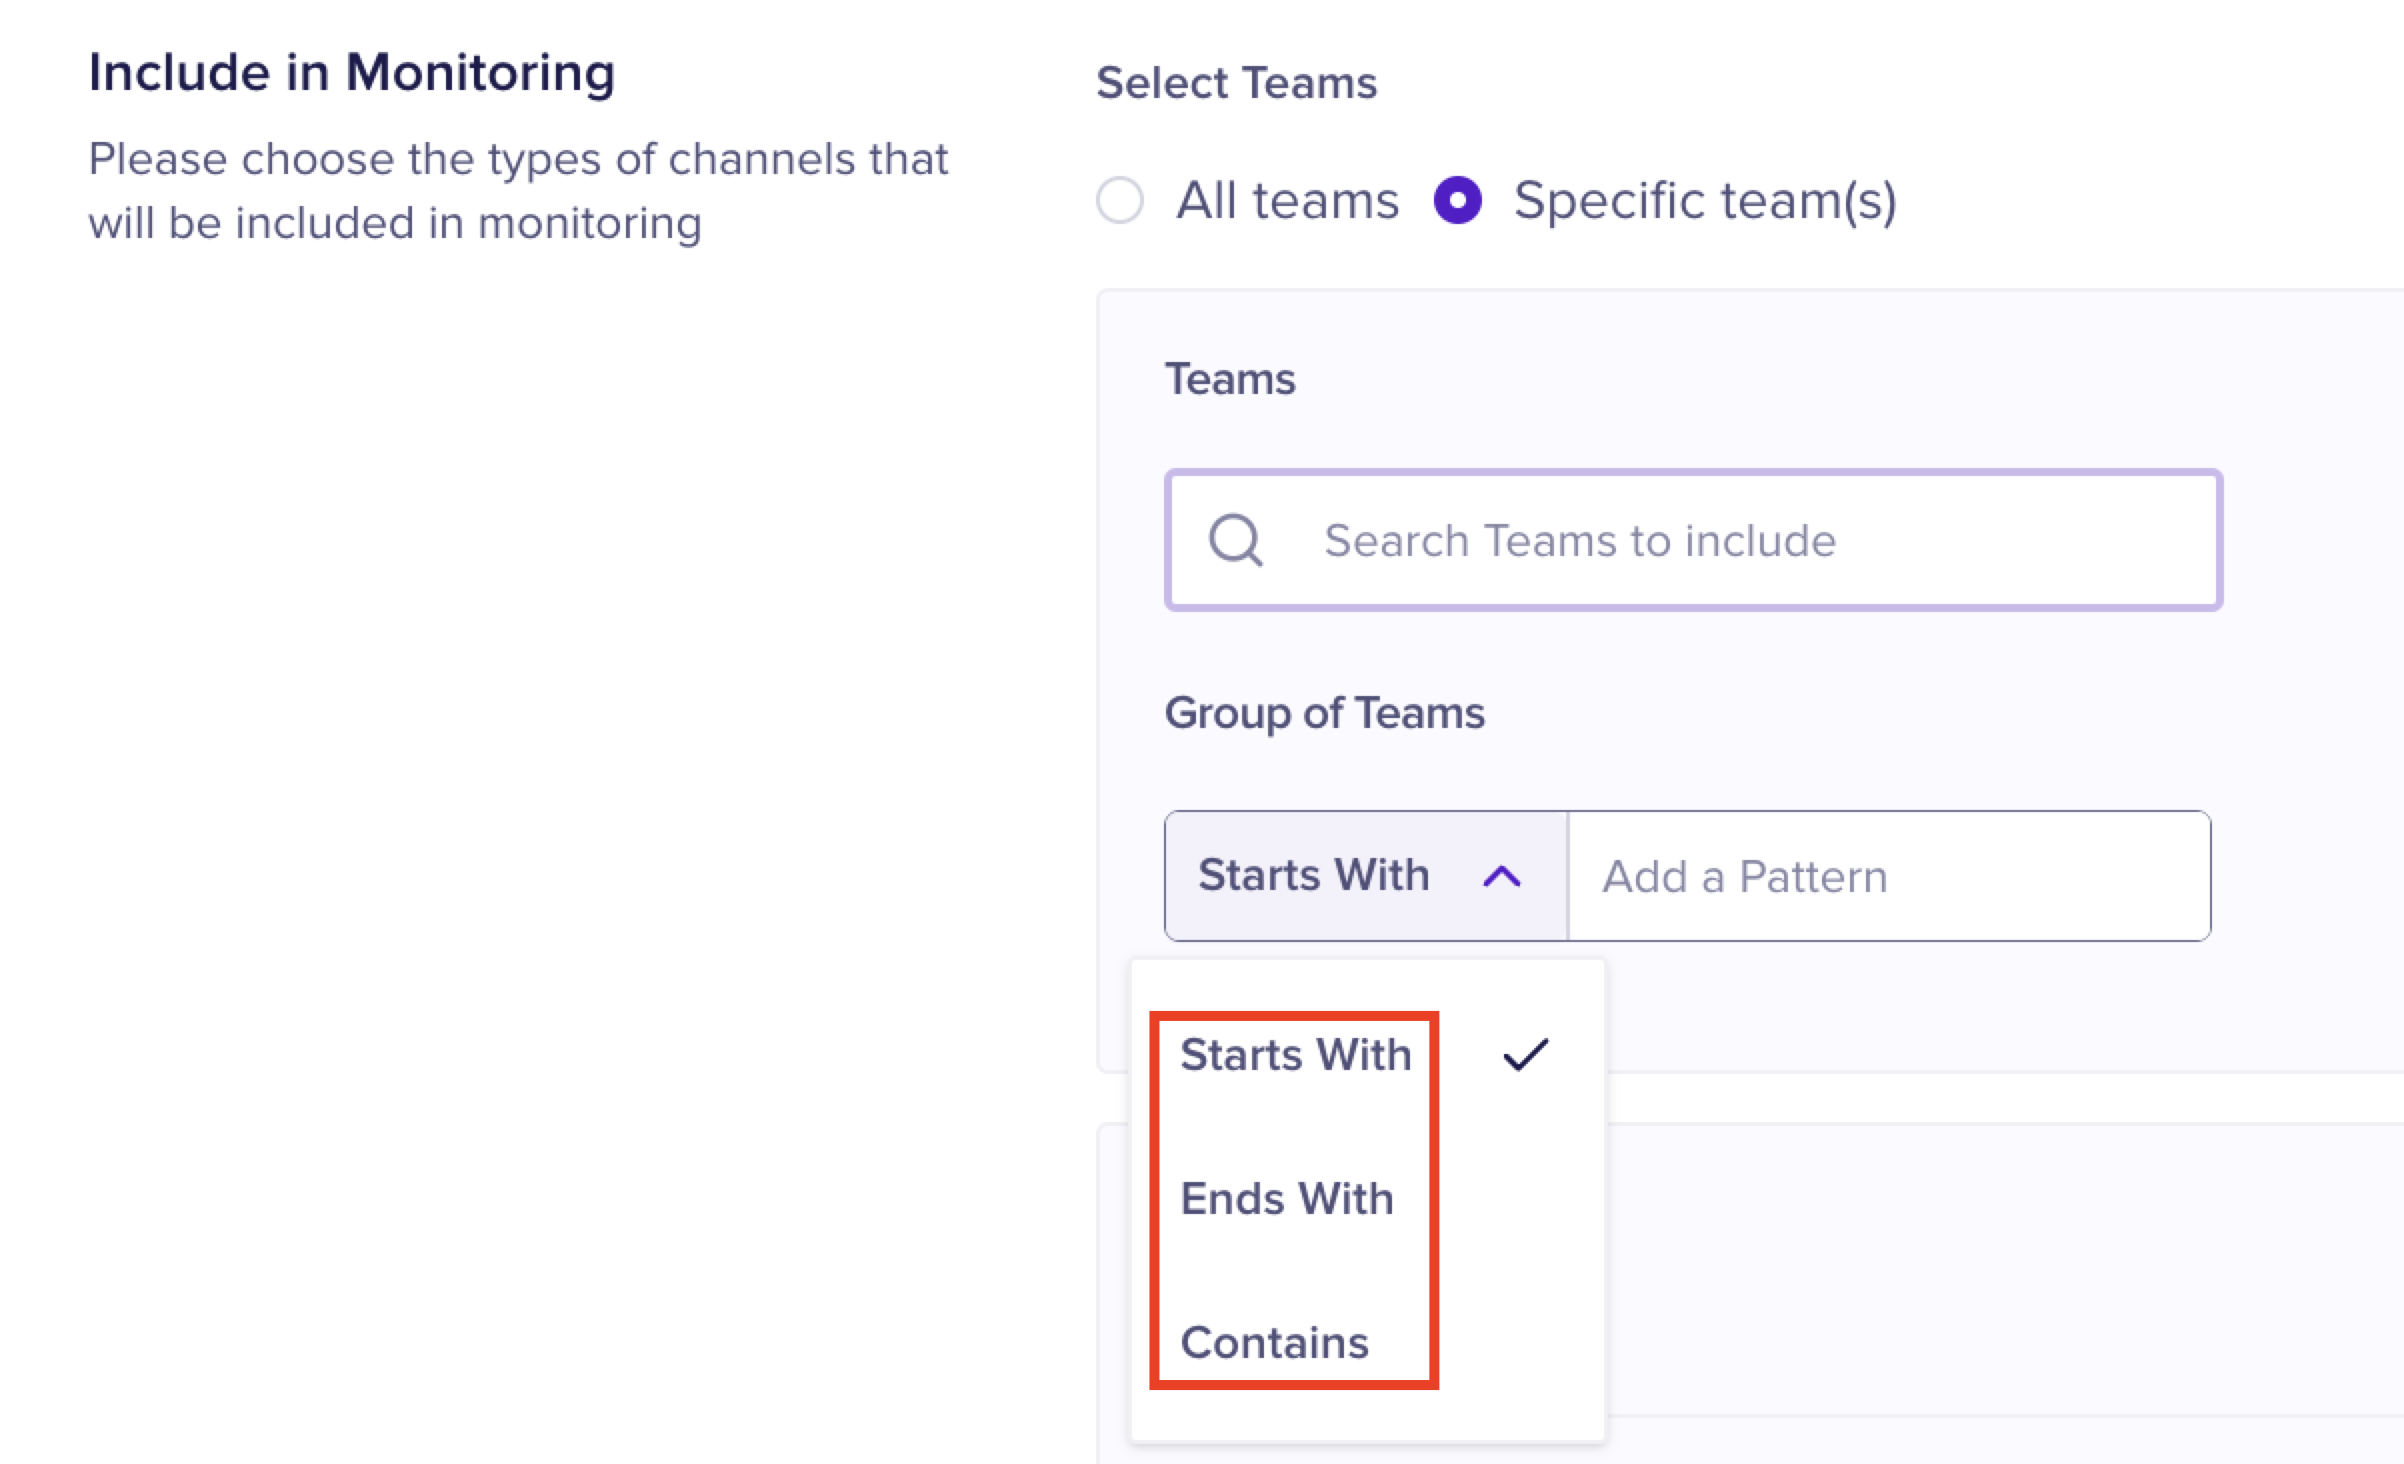 Include in Monitoring
Please choose the types of channels that
will be included in monitoring
Select Teams
All teams
Specific team(s)
Teams
Search Teams to include
Group of Teams
Starts With
Add a Pattern
Starts With
Ends With
Contains